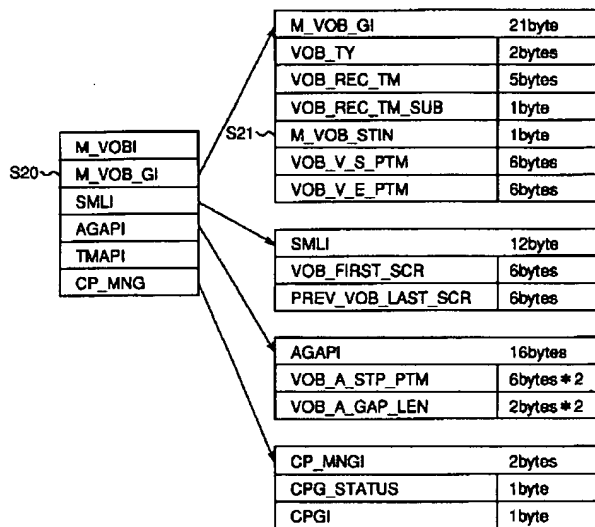 M_VOB_GI 21byte
VOB_TY 2bytes
VOB_REC_TM 5bytes
VOB_REC_TM_SUB 1byte
S21 M_VOB_STIN 1byte
VOB_V_S_PTM 6bytes
VOB_V_E_PTM 6bytes
M_VOBI
S20 M_VOB_GI
SMLI
AGAPI
TMAPI
CP_MNG
SMLI 12byte
VOB_FIRST_SCR 6bytes
PREV_VOB_LAST_SCR 6bytes
AGAPI 16bytes
VOB_A_STP_PTM 6bytes*2
VOB_A_GAP_LEN 2bytes*2
CP_MNGI 2bytes
CPG_STATUS 1byte
CPGI 1byte